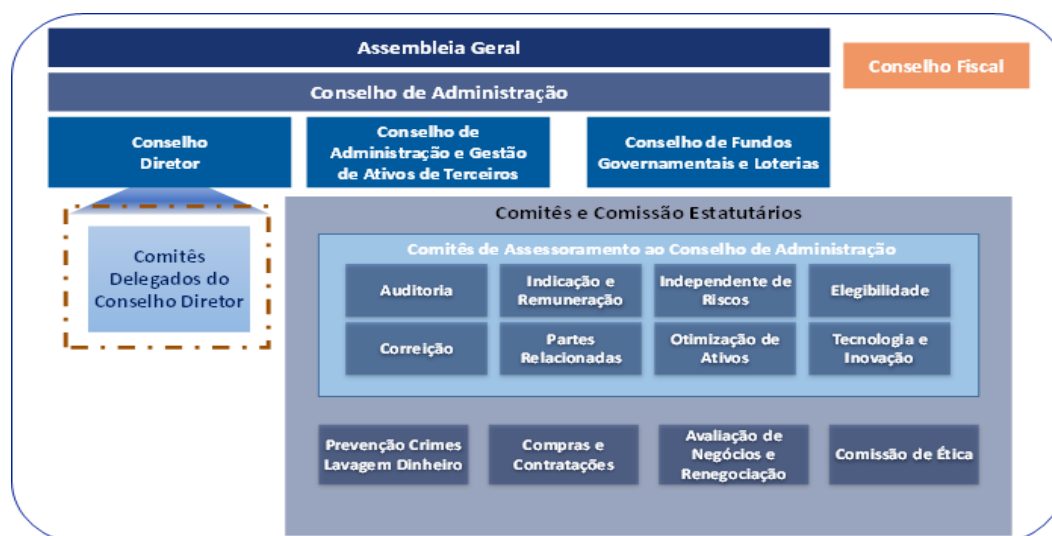 Assembleia Geral
Conselho Fiscal
Conselho de Administração
Conselho
Diretor
Conselho de
Administração e Gestão
de Ativos de Terceiros
Conselho de Fundos
Governamentais e Loterias
Comitês
Delegados do
Conselho Diretor
Comitês e Comissão Estatutários
Comitês de Assessoramento ao Conselho de Administração
Auditoria
Indicação e
Remuneração
Independente de
Riscos
Elegibilidade
Correição
Partes
Relacionadas
Otimização de
Ativos
Tecnologia e
Inovação
Prevenção Crimes
Lavagem Dinheiro
Compras e
Contratações
Avaliação de
Negócios e
Renegociação
Comissão de Ética